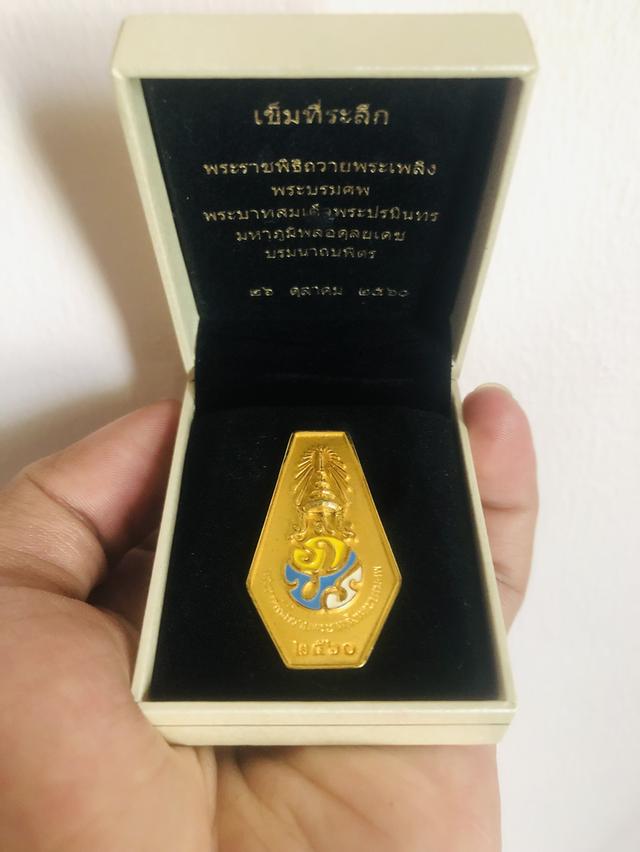 เข็มที่ระลึก
พระราชพิธีถวายพระเพลิง
พระบรมศพ
พระบาทสมเด็จพระปรมินทร
มหาภูมิพลอดุลยเดช
บรมนาถบพิตร
๒๖ ตุลาคม ๒๕๖๐
๒๕๖๐